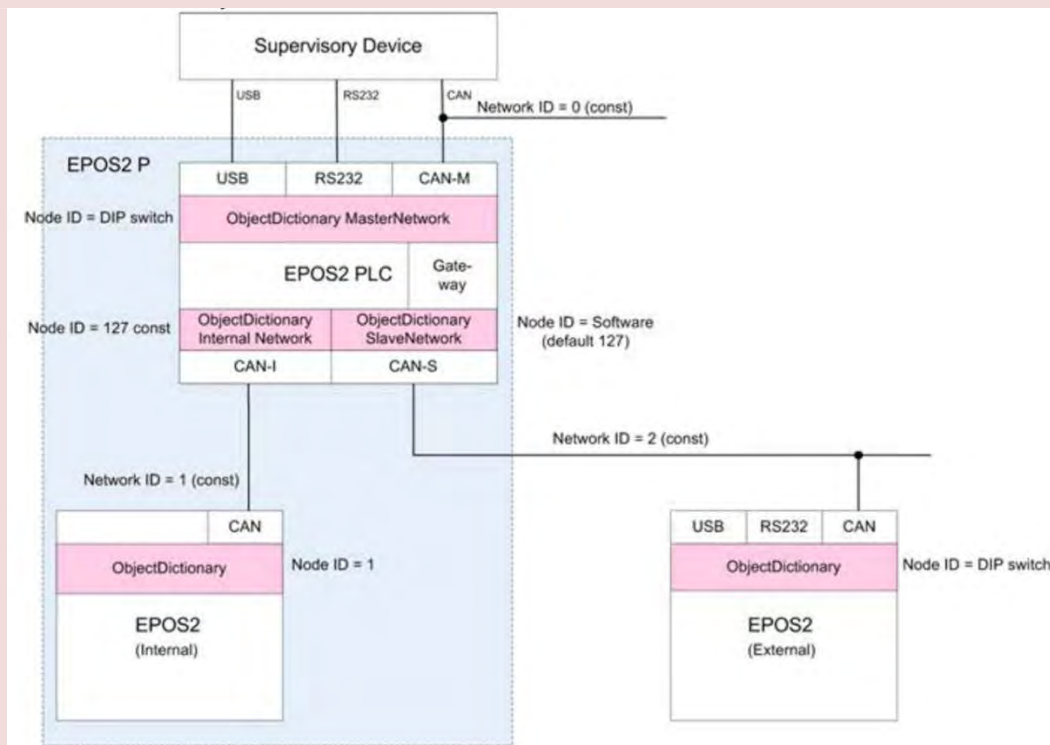 Supervisory Device
USB
RS232
CAN
Network ID = 0 (const)
EPOS2 P
USB
RS232
CAN-M
Node ID = DIP switch
ObjectDictionary MasterNetwork
EPOS2 PLC
Gate-
way
Node ID = 127 const
ObjectDictionary
Internal Network
ObjectDictionary
SlaveNetwork
Node ID = Software
(default 127)
CAN-I
CAN-S
Network ID = 2 (const)
Network ID = 1 (const)
CAN
ObjectDictionary
Node ID = 1
EPOS2
(Internal)
USB
RS232
CAN
ObjectDictionary
Node ID = DIP switch
EPOS2
(External)